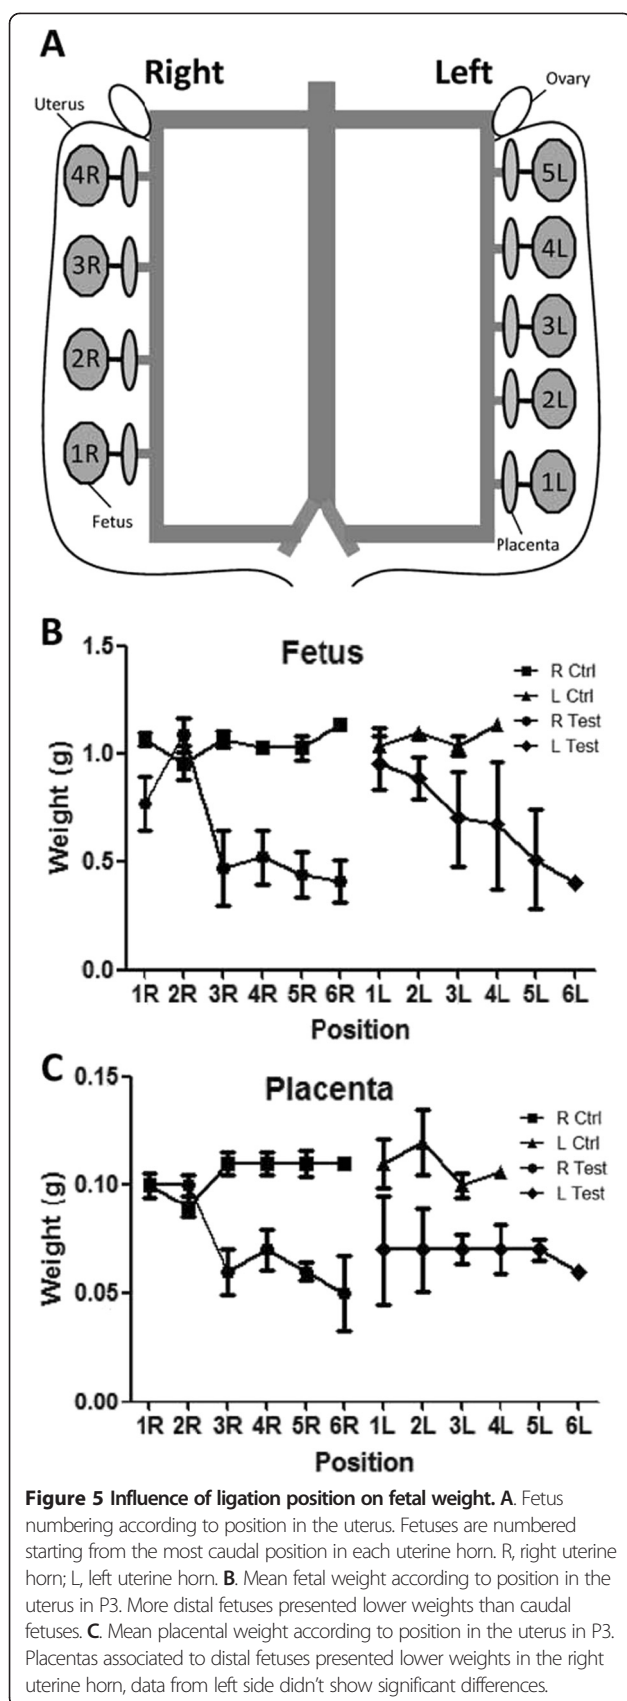 A
Right
Left
Ovary
Uterus
4R
5L
3R
4L
2R
3L
2L
1R
1L
Fetus
Placenta
B
Fetus
1.5
1.0
0.5
0.0
Weight (g)
R Ctrl
L Ctrl
R Test
L Test
1R 2R 3R 4R 5R 6R 1L 2L 3L 4L 5L 6L
Position
C
Placenta
0.15
0.10
0.05
0.00
Weight (g)
R Ctrl
L Ctrl
R Test
L Test
1R 2R 3R 4R 5R 6R 1L 2L 3L 4L 5L 6L
Position
Figure 5 Influence of ligation position on fetal weight. A. Fetus
numbering according to position in the uterus. Fetuses are numbered
starting from the most caudal position in each uterine horn. R, right uterine
horn; L, left uterine horn. B. Mean fetal weight according to position in the
uterus in P3. More distal fetuses presented lower weights than caudal
fetuses. C. Mean placental weight according to position in the uterus in P3.
Placentas associated to distal fetuses presented lower weights in the right
uterine horn, data from left side didn't show significant differences.